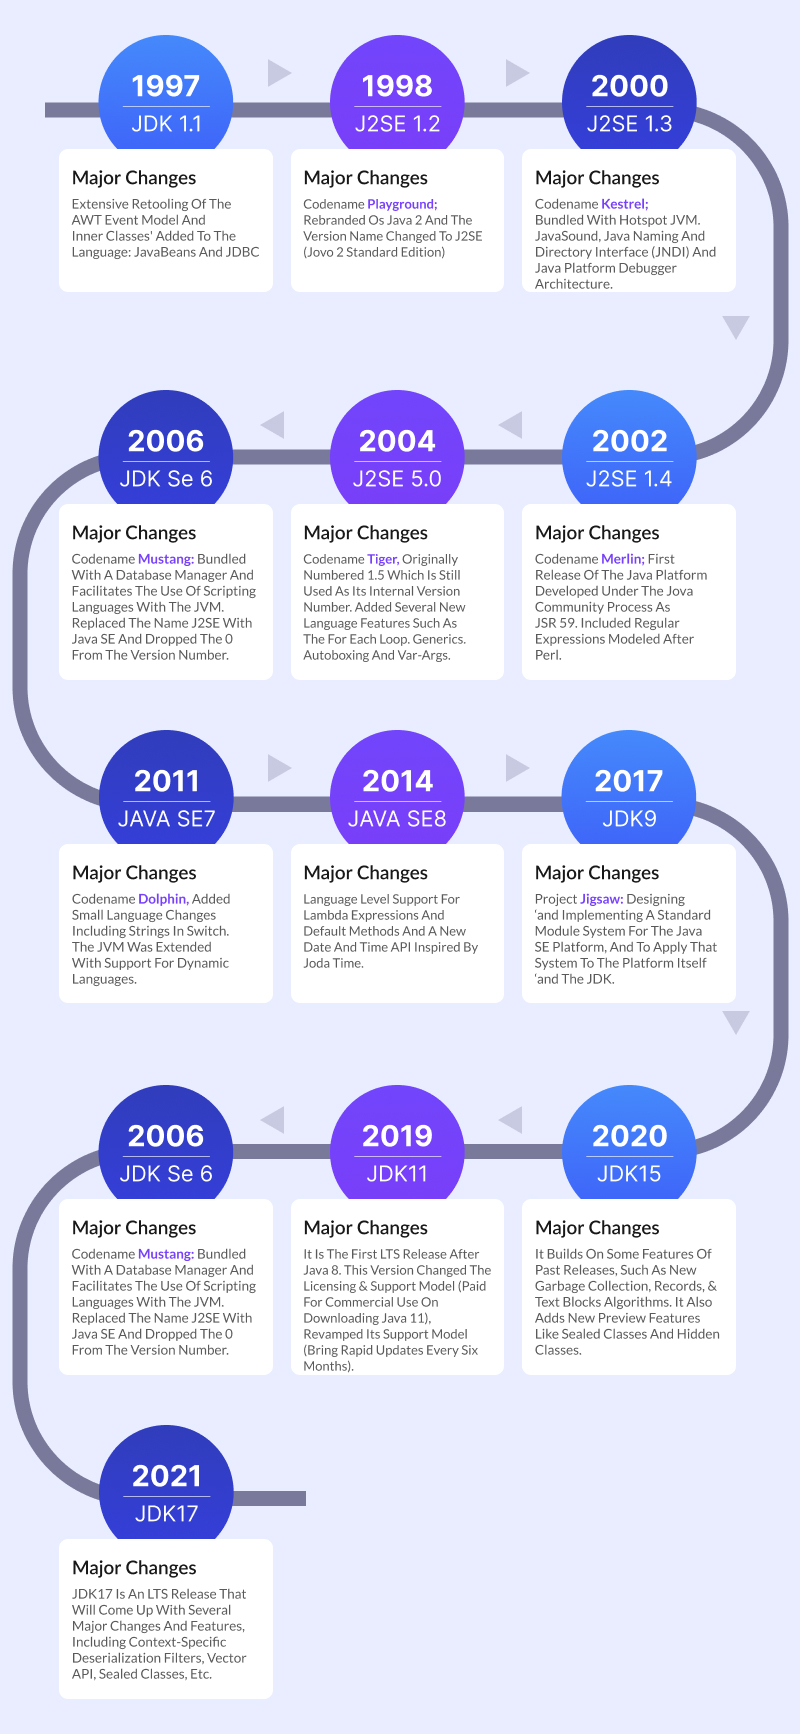 1997
JDK 1.1
Major Changes
Extensive Retooling Of The
AWT Event Model And
Inner Classes' Added To The
Language: JavaBeans And JDBC
1998
J2SE 1.2
Major Changes
Codename Playground;
Rebranded Os Java 2 And The
Version Name Changed To J2SE
(Jovo 2 Standard Edition)
2000
J2SE 1.3
Major Changes
Codename Kestrel;
Bundled With Hotspot JVM.
JavaSound, Java Naming And
Directory Interface (JNDI) And
Java Platform Debugger
Architecture.
2006
JDK Se 6
Major Changes
Codename Mustang: Bundled
With A Database Manager And
Facilitates The Use Of Scripting
Languages With The JVM.
Replaced The Name J2SE With
Java SE And Dropped The 0
From The Version Number.
2004
J2SE 5.0
Major Changes
Codename Tiger, Originally
Numbered 1.5 Which Is Still
Used As Its Internal Version
Number. Added Several New
Language Features Such As
The For Each Loop. Generics.
Autoboxing And Var-Args.
2002
J2SE 1.4
Major Changes
Codename Merlin; First
Release Of The Java Platform
Developed Under The Jova
Community Process As
JSR 59. Included Regular
Expressions Modeled After
Perl.
2011
JAVA SE7
Major Changes
Codename Dolphin, Added
Small Language Changes
Including Strings In Switch.
The JVM Was Extended
With Support For Dynamic
Languages.
2014
JAVA SE8
Major Changes
Language Level Support For
Lambda Expressions And
Default Methods And A New
Date And Time API Inspired By
Joda Time.
2017
JDK9
Major Changes
Project Jigsaw: Designing
‘and Implementing A Standard
Module System For The Java
SE Platform, And To Apply That
System To The Platform Itself
‘and The JDK.
2006
JDK Se 6
Major Changes
Codename Mustang: Bundled
With A Database Manager And
Facilitates The Use Of Scripting
Languages With The JVM.
Replaced The Name J2SE With
Java SE And Dropped The 0
From The Version Number.
2019
JDK11
Major Changes
It Is The First LTS Release After
Java 8. This Version Changed The
Licensing & Support Model (Paid
For Commercial Use On
Downloading Java 11),
Revamped Its Support Model
(Bring Rapid Updates Every Six
Months).
2020
JDK15
Major Changes
It Builds On Some Features Of
Past Releases, Such As New
Garbage Collection, Records, &
Text Blocks Algorithms. It Also
Adds New Preview Features
Like Sealed Classes And Hidden
Classes.
2021
JDK17
Major Changes
JDK17 Is An LTS Release That
Will Come Up With Several
Major Changes And Features,
Including Context-Specific
Deserialization Filters, Vector
API, Sealed Classes, Etc.